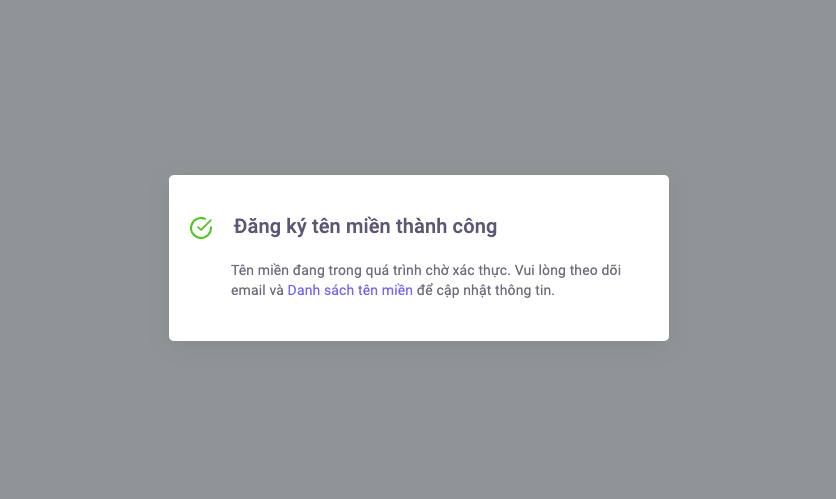 Đăng ký tên miền thành công
Tên miền đang trong quá trình chờ xác thực. Vui lòng theo dõi
email và Danh sách tên miền để cập nhật thông tin.